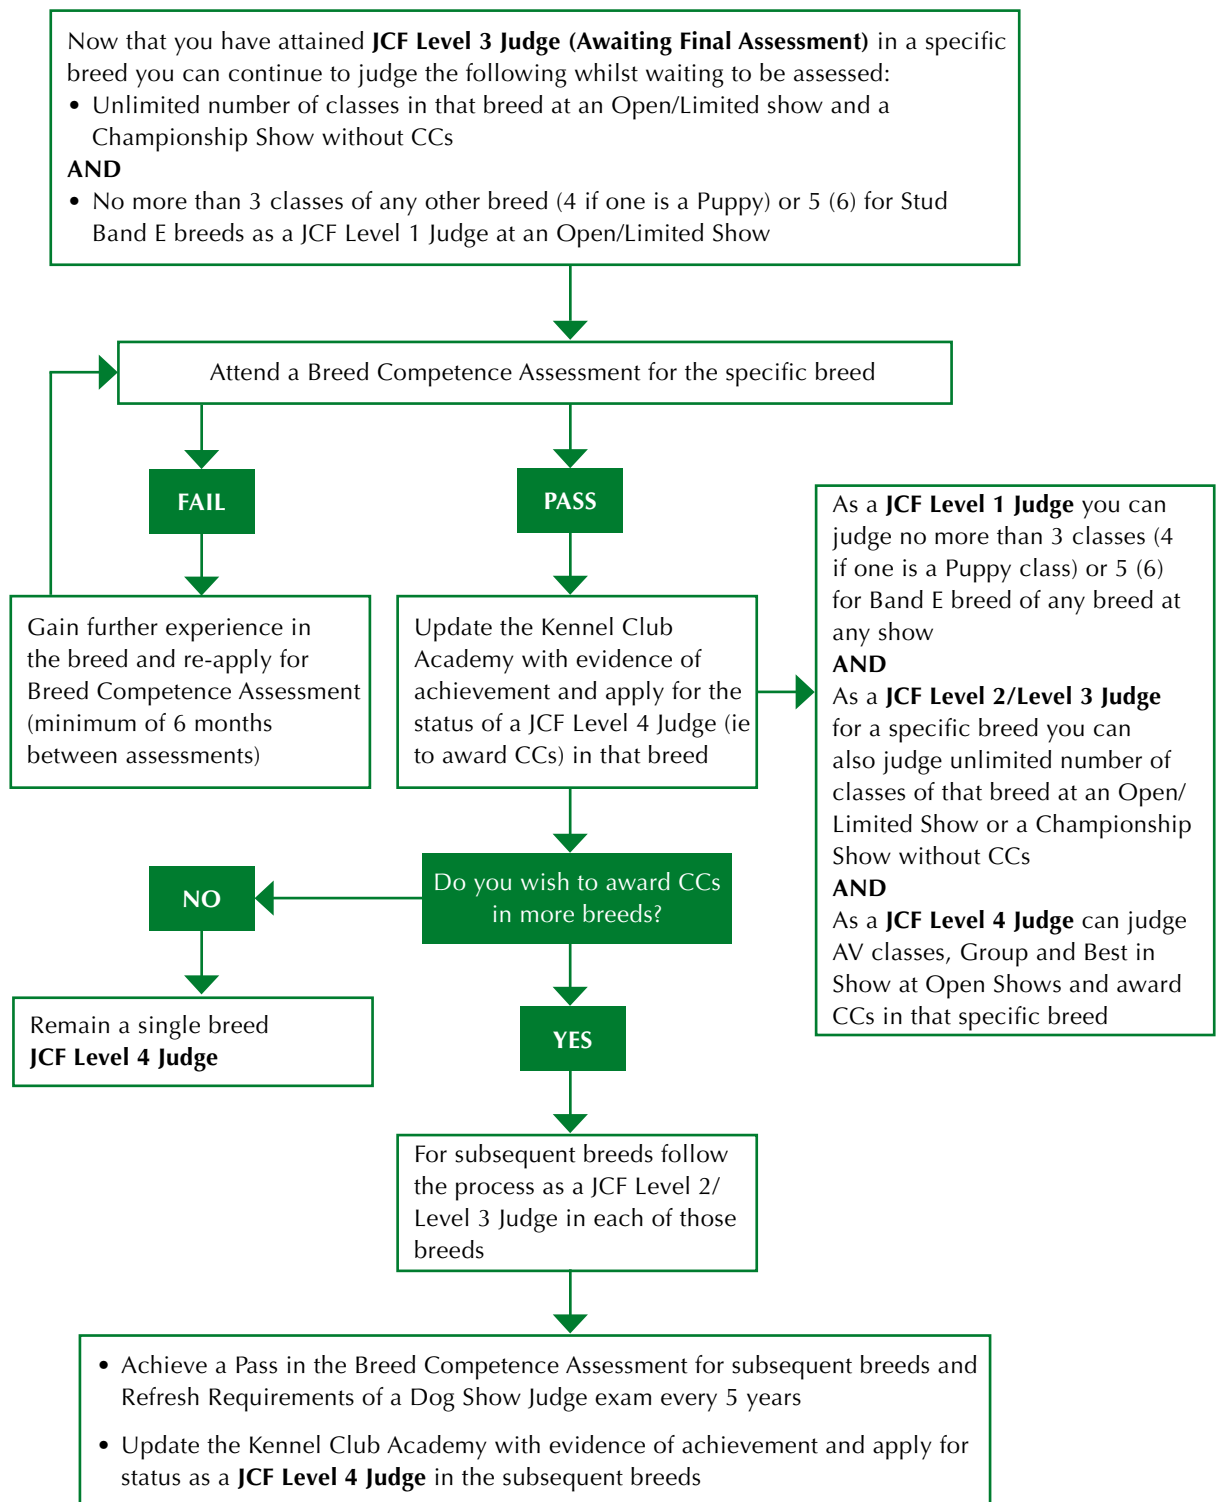 Now that you have attained JCF Level 3 Judge (Awaiting Final Assessment) in a specific
breed you can continue to judge the following whilst waiting to be assessed:
• Unlimited number of classes in that breed at an Open/Limited show and a
Championship Show without CCs
AND
• No more than 3 classes of any other breed (4 if one is a Puppy) or 5 (6) for Stud
Band E breeds as a JCF Level 1 Judge at an Open/Limited Show
Attend a Breed Competence Assessment for the specific breed
FAIL
PASS
Gain further experience in
the breed and re-apply for
Breed Competence Assessment
(minimum of 6 months
between assessments)
Update the Kennel Club
Academy with evidence of
achievement and apply for the
status of a JCF Level 4 Judge (ie
to award CCs) in that breed
As a JCF Level 1 Judge you can
judge no more than 3 classes (4
if one is a Puppy class) or 5 (6)
for Band E breed of any breed at
any show
AND
As a JCF Level 2/Level 3 Judge
for a specific breed you can
also judge unlimited number of
classes of that breed at an Open/
Limited Show or a Championship
Show without CCs
AND
As a JCF Level 4 Judge can judge
AV classes, Group and Best in
Show at Open Shows and award
CCs in that specific breed
Do you wish to award CCs
in more breeds?
NO
Remain a single breed
JCF Level 4 Judge
YES
For subsequent breeds follow
the process as a JCF Level 2/
Level 3 Judge in each of those
breeds
• Achieve a Pass in the Breed Competence Assessment for subsequent breeds and
Refresh Requirements of a Dog Show Judge exam every 5 years
• Update the Kennel Club Academy with evidence of achievement and apply for
status as a JCF Level 4 Judge in the subsequent breeds